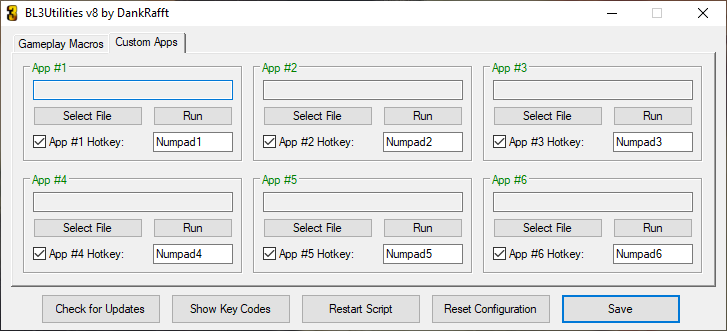 BL3Utilities v8 by DankRafft
Gameplay Macros Custom Apps
App #1 App #2 App #3
Select File Run Select File Run Select File Run
App #1 Hotkey: Numpad1 App #2 Hotkey: Numpad2 App #3 Hotkey: Numpad3
App #4 App #5 App #6
Select File Run Select File Run Select File Run
App #4 Hotkey: Numpad4 App #5 Hotkey: Numpad5 App #6 Hotkey: Numpad6
Check for Updates Show Key Codes Restart Script Reset Configuration Save